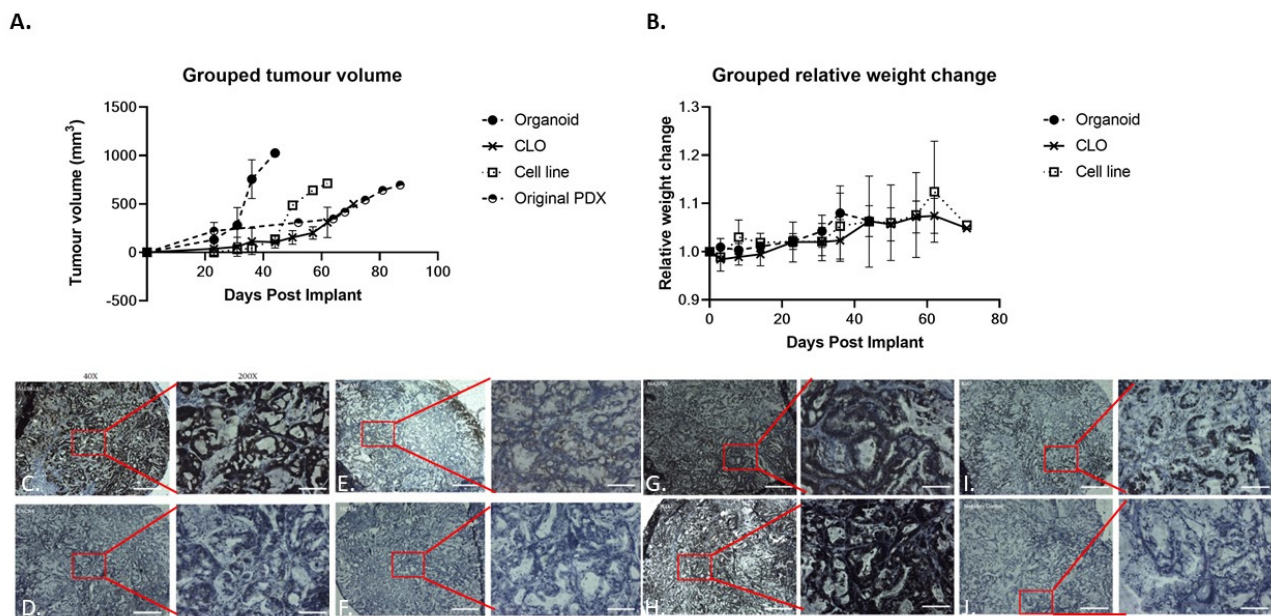 A.
B.
Grouped tumour volume
Grouped relative weight change
Tumour volume (mm3)
1500
1000
500
0
-500
20
40
60
80
100
Days Post Implant
Organoid
CLO
Cell line
Original PDX
Relative weight change
1.3
1.2
1.1
1.0
0.9
0
20
40
60
80
Days Post Implant
Organoid
CLO
Cell line
40X
200X
C.
E.
G.
I.
D.
F.
H.
J.